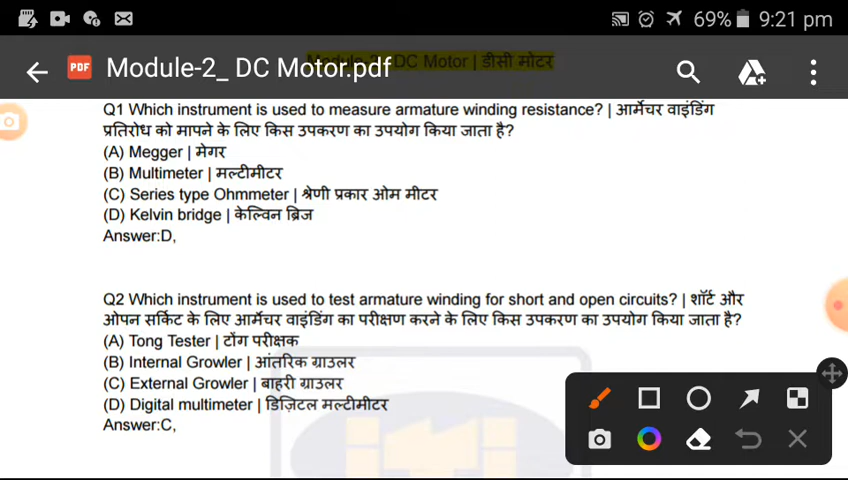 69% 9:21 pm
Module-2 | DC Motor | डीसी मोटर
PDF Module-2_ DC Motor.pdf
Q1 Which instrument is used to measure armature winding resistance? | आर्मेचर वाइंडिंग
प्रतिरोध को मापने के लिए किस उपकरण का उपयोग किया जाता है?
(A) Megger | मेगर
(B) Multimeter | मल्टीमीटर
(C) Series type Ohmmeter | श्रेणी प्रकार ओम मीटर
(D) Kelvin bridge | केल्विन ब्रिज
Answer:D,
Q2 Which instrument is used to test armature winding for short and open circuits? | शॉर्ट और
ओपन सर्किट के लिए आर्मेचर वाइंडिंग का परीक्षण करने के लिए किस उपकरण का उपयोग किया जाता है?
(A) Tong Tester | टोंग परीक्षक
(B) Internal Growler | आंतरिक ग्राउलर
(C) External Growler | बाहरी ग्राउलर
(D) Digital multimeter | डिज़िटल मल्टीमीटर
Answer:C,
iti